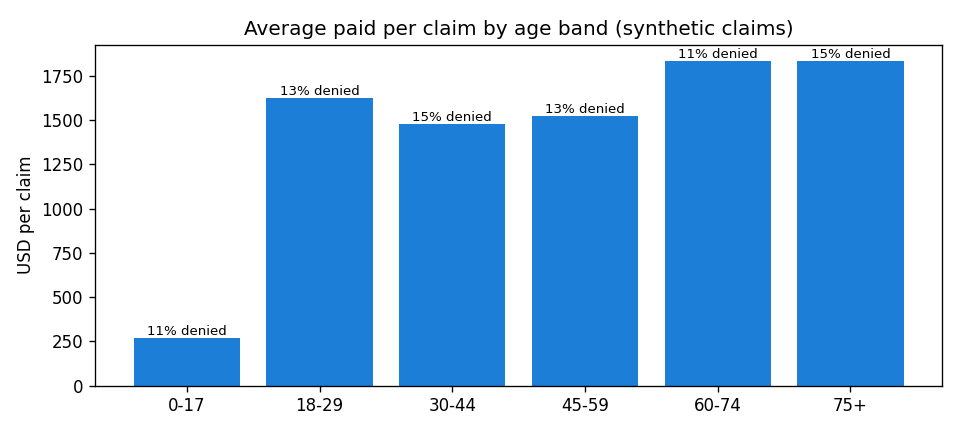 Average paid per claim by age band (synthetic claims)
USD per claim
1750
1500
1250
1000
750
500
250
0
11% denied
13% denied
15% denied
13% denied
11% denied
15% denied
0-17
18-29
30-44
45-59
60-74
75+